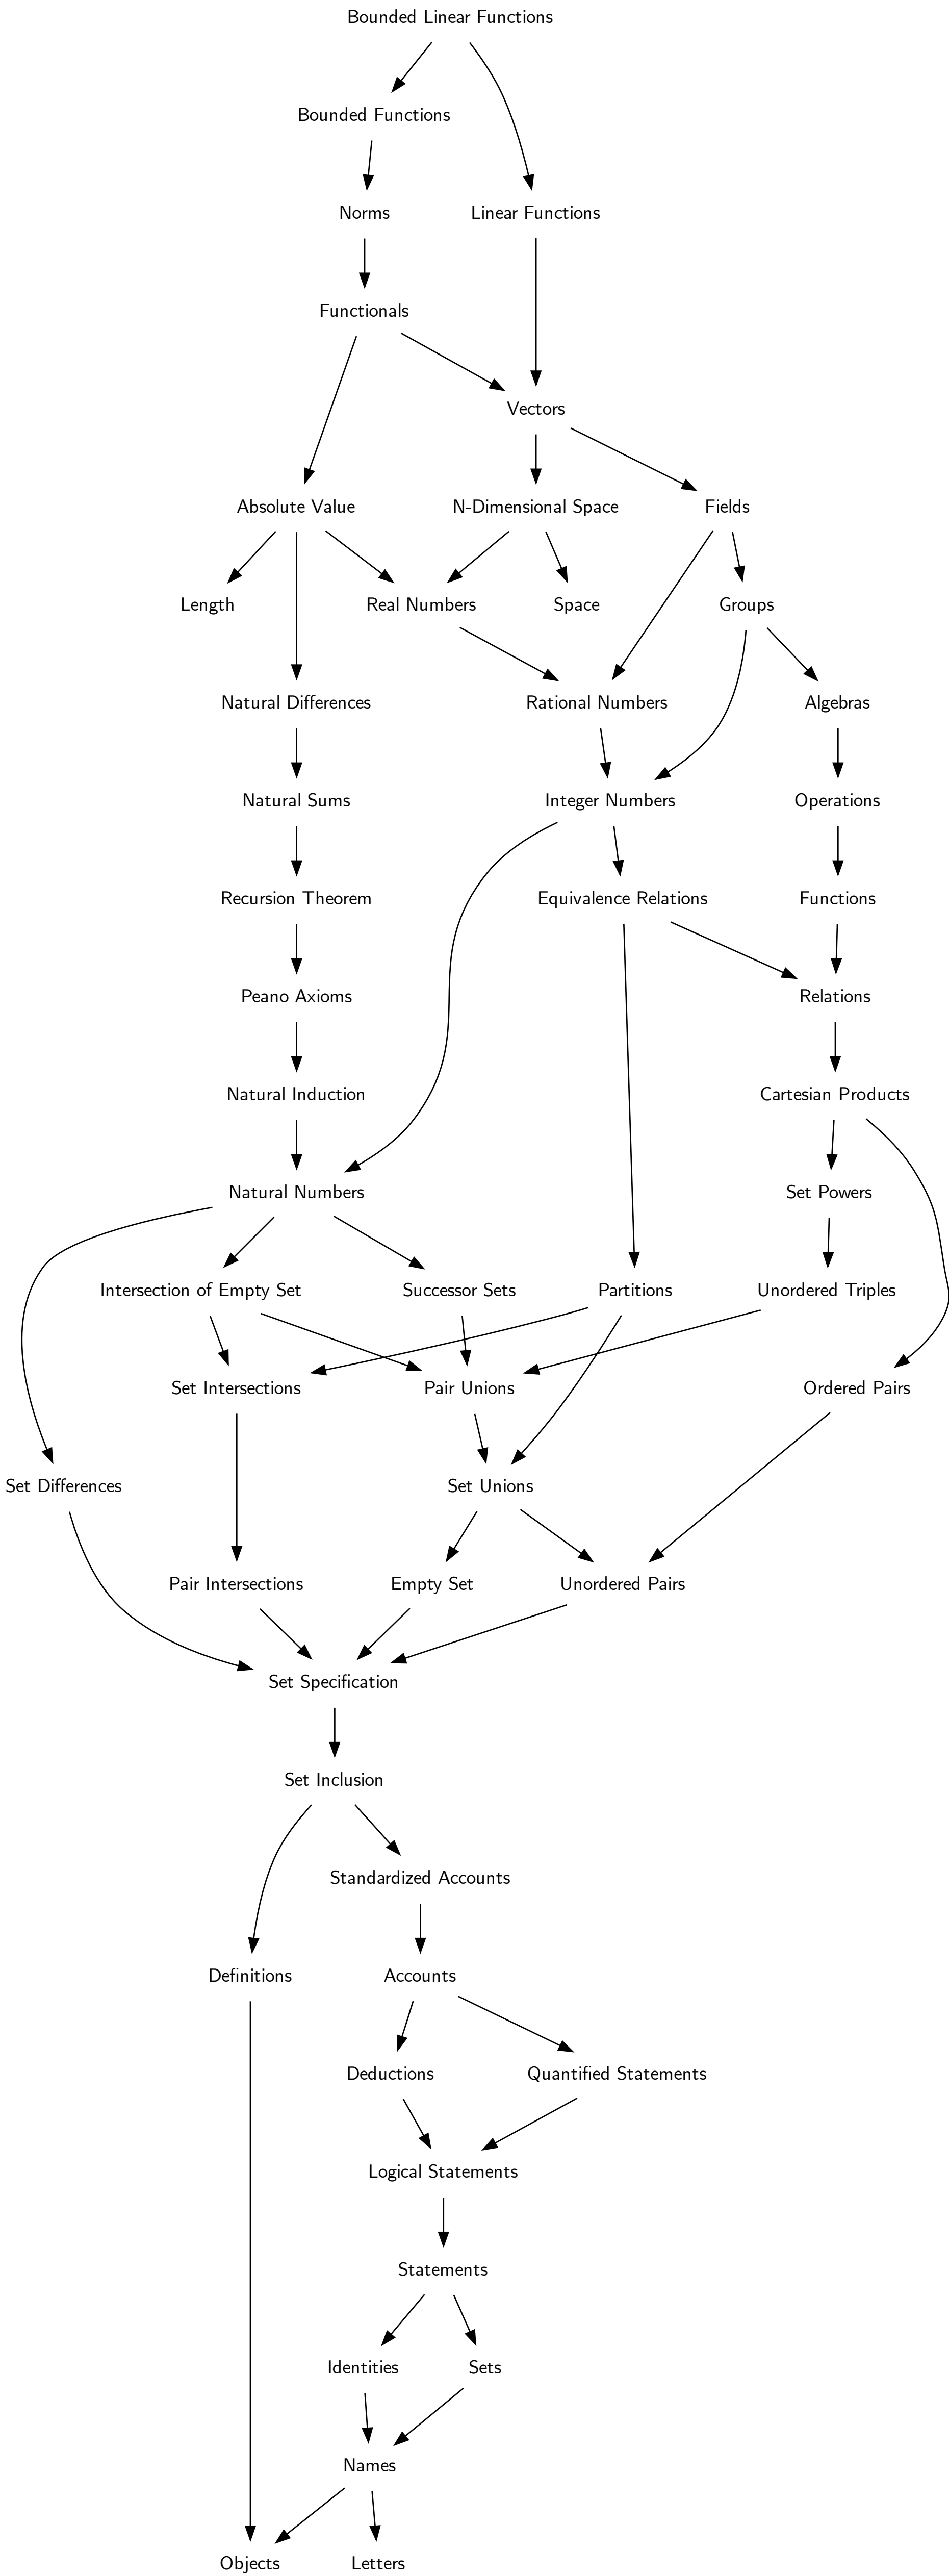 Bounded Linear Functions
Bounded Functions
Norms
Linear Functions
Functionals
Vectors
Absolute Value
N-Dimensional Space
Fields
Length
Real Numbers
Space
Groups
Natural Differences
Rational Numbers
Algebras
Natural Sums
Integer Numbers
Operations
Recursion Theorem
Equivalence Relations
Functions
Peano Axioms
Relations
Natural Induction
Cartesian Products
Natural Numbers
Set Powers
Intersection of Empty Set
Successor Sets
Partitions
Unordered Triples
Set Intersections
Pair Unions
Ordered Pairs
Set Differences
Set Unions
Pair Intersections
Empty Set
Unordered Pairs
Set Specification
Set Inclusion
Standardized Accounts
Definitions
Accounts
Deductions
Quantified Statements
Logical Statements
Statements
Identities
Sets
Names
Objects
Letters